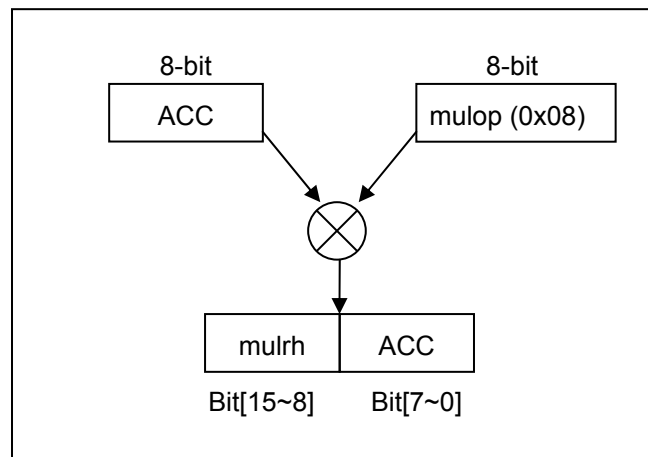 8-bit 8-bit
ACC mulop (0x08)
mulrh ACC
Bit[15~8] Bit[7~0]